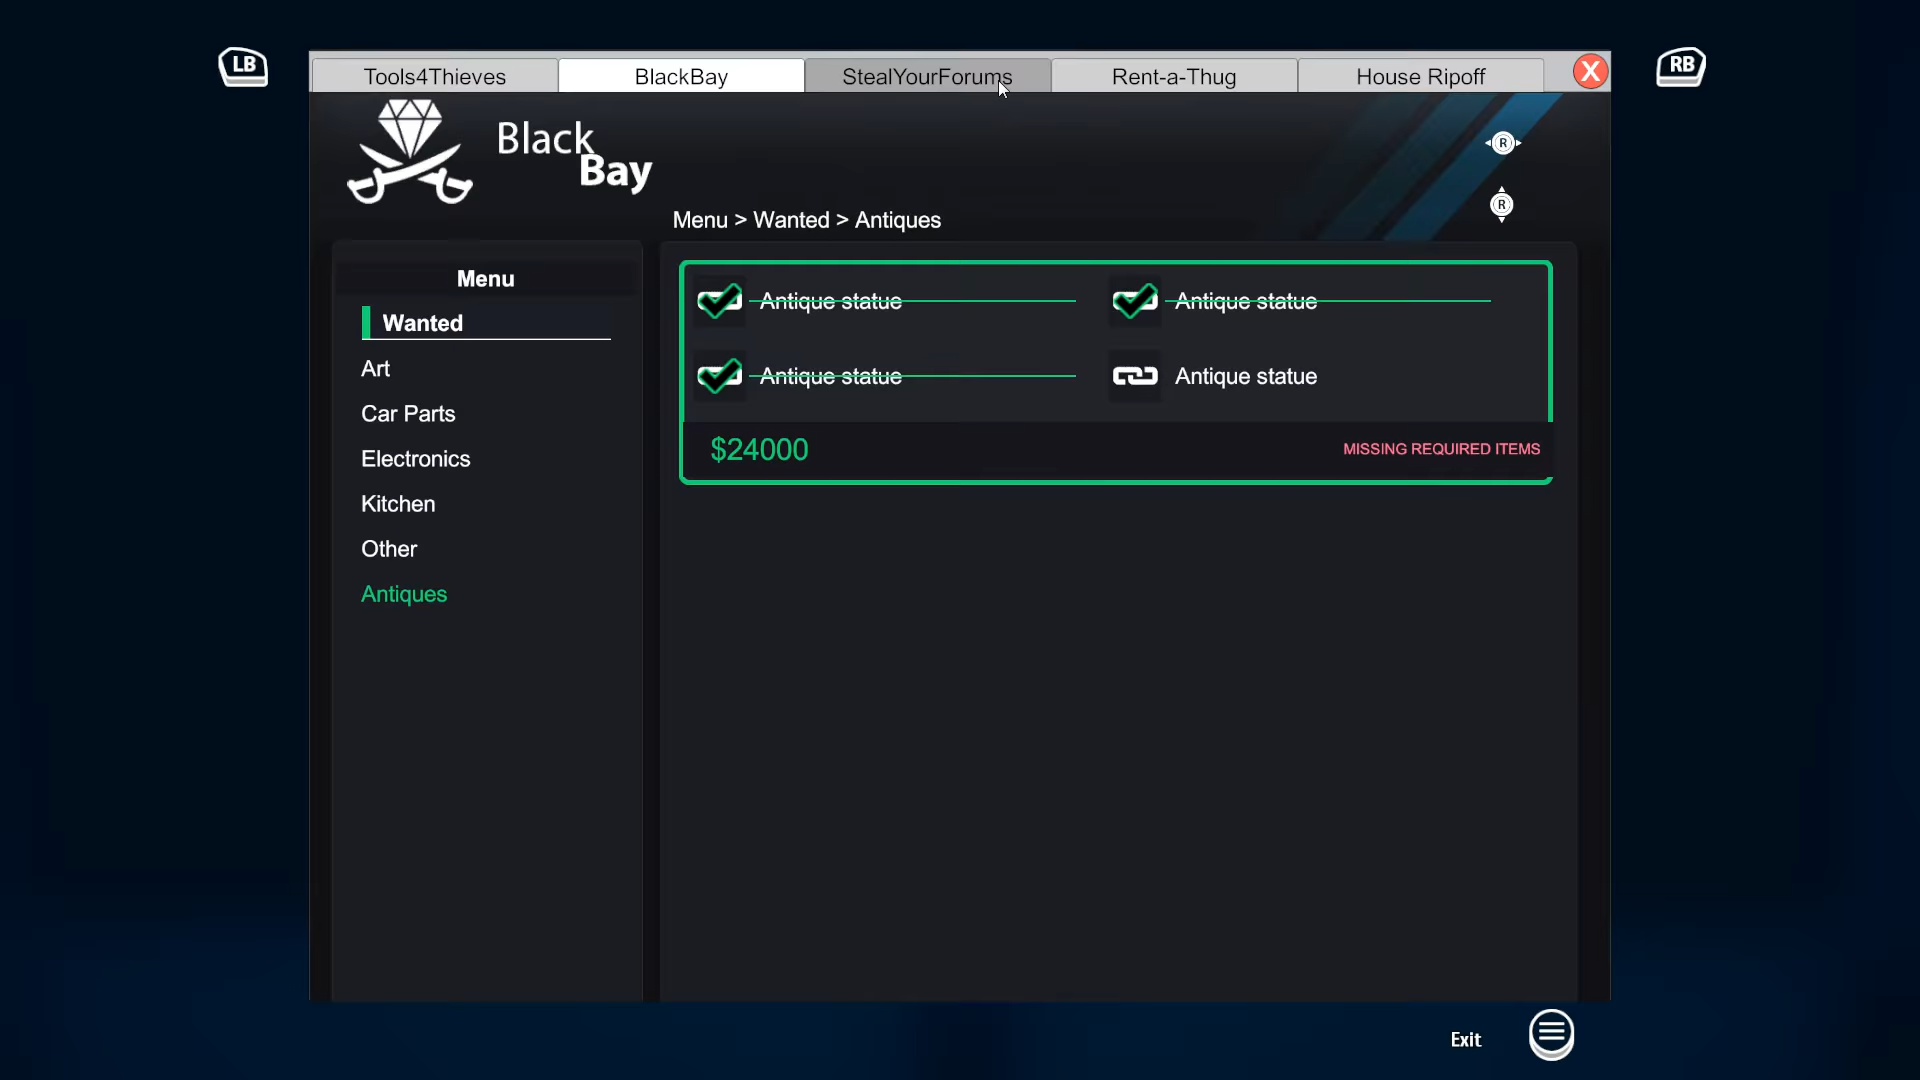 LB
Tools4Thieves BlackBay StealYourForums Rent-a-Thug House Ripoff X
RB
Black
Bay
R
R
Menu > Wanted > Antiques
Menu
Wanted
Art
Car Parts
Electronics
Kitchen
Other
Antiques
Antique statue Antique statue
Antique statue Antique statue
$24000 MISSING REQUIRED ITEMS
Exit